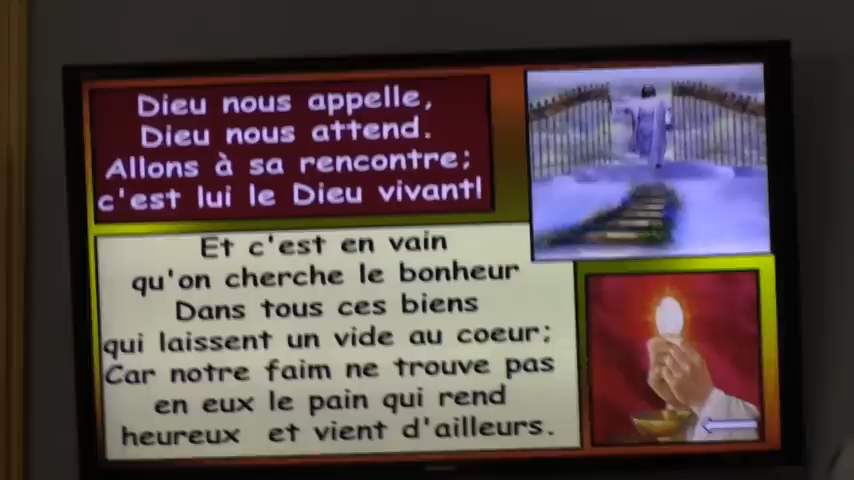 Dieu nous appelle,
Dieu nous attend.
Allons à sa rencontre;
c'est lui le Dieu vivant!
Et c'est en vain
qu'on cherche le bonheur
Dans tous ces biens
qui laissent un vide au coeur;
Car notre faim ne trouve pas
en eux le pain qui rend
heureux et vient d'ailleurs.